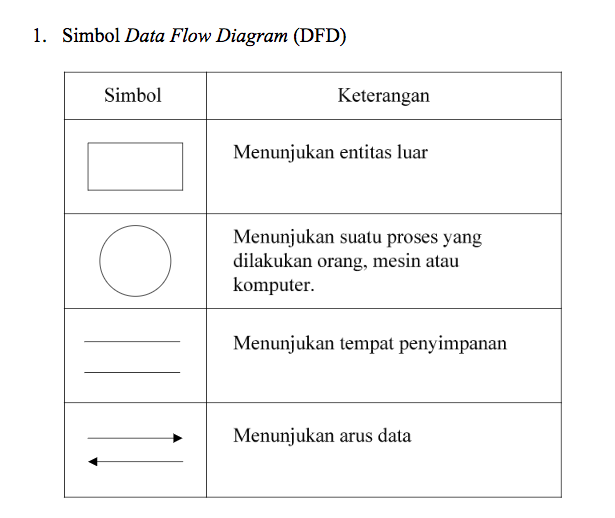 1. Simbol Data Flow Diagram (DFD)
Simbol
Keterangan
Menunjukan entitas luar
Menunjukan suatu proses yang
dilakukan orang, mesin atau
komputer.
Menunjukan tempat penyimpanan
Menunjukan arus data